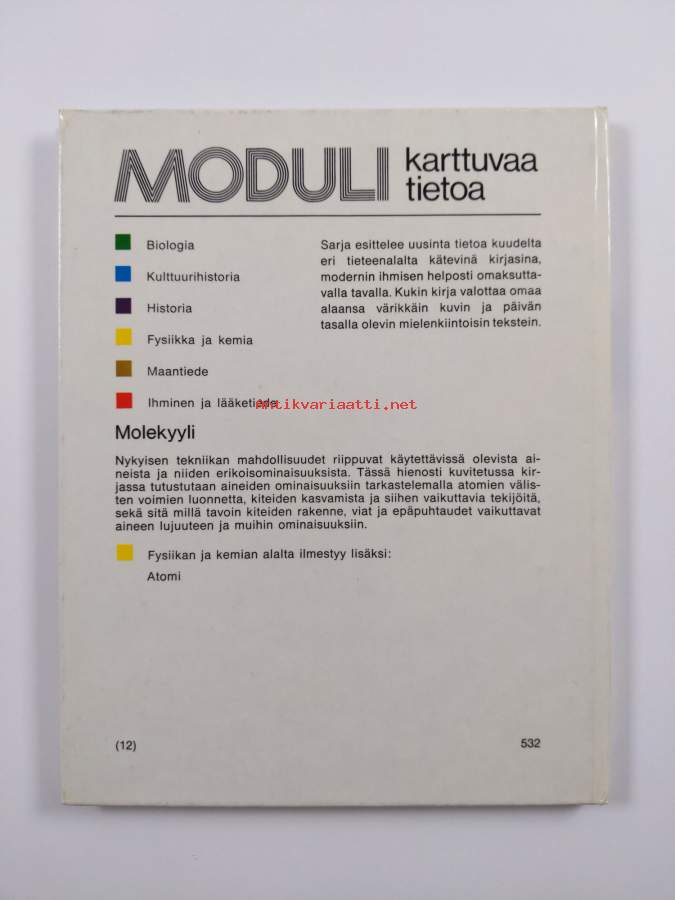 MODULI karttuvaa
tietoa
Biologia
Kulttuurihistoria
Historia
Fysiikka ja kemia
Maantiede
Ihminen ja lääketiede
Sarja esittelee uusinta tietoa kuudelta
eri tieteenalalta kätevinä kirjasina,
modernin ihmisen helposti omaksutta-
valla tavalla. Kukin kirja valottaa omaa
alaansa värikkäin kuvin ja päivän
tasalla olevin mielenkiintoisin tekstein.
antikvariaatti.net
Molekyyli
Nykyisen tekniikan mahdollisuudet riippuvat käytettävissä olevista ai-
neista ja niiden erikoisominaisuuksista. Tässä hienosti kuvitetussa kir-
jassa tutustutaan aineiden ominaisuuksiin tarkastelemalla atomien välis-
ten voimien luonnetta, kiteiden kasvamista ja siihen vaikuttavia tekijöitä,
sekä sitä millä tavoin kiteiden rakenne, viat ja epäpuhtaudet vaikuttavat
aineen lujuuteen ja muihin ominaisuuksiin.
Fysiikan ja kemian alalta ilmestyy lisäksi:
Atomi
(12) 532